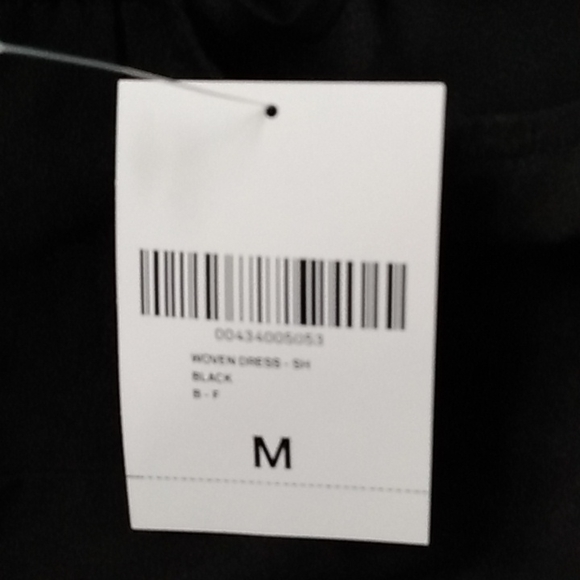 00434005053
WOVEN DRESS - SH
BLACK
B - F
M